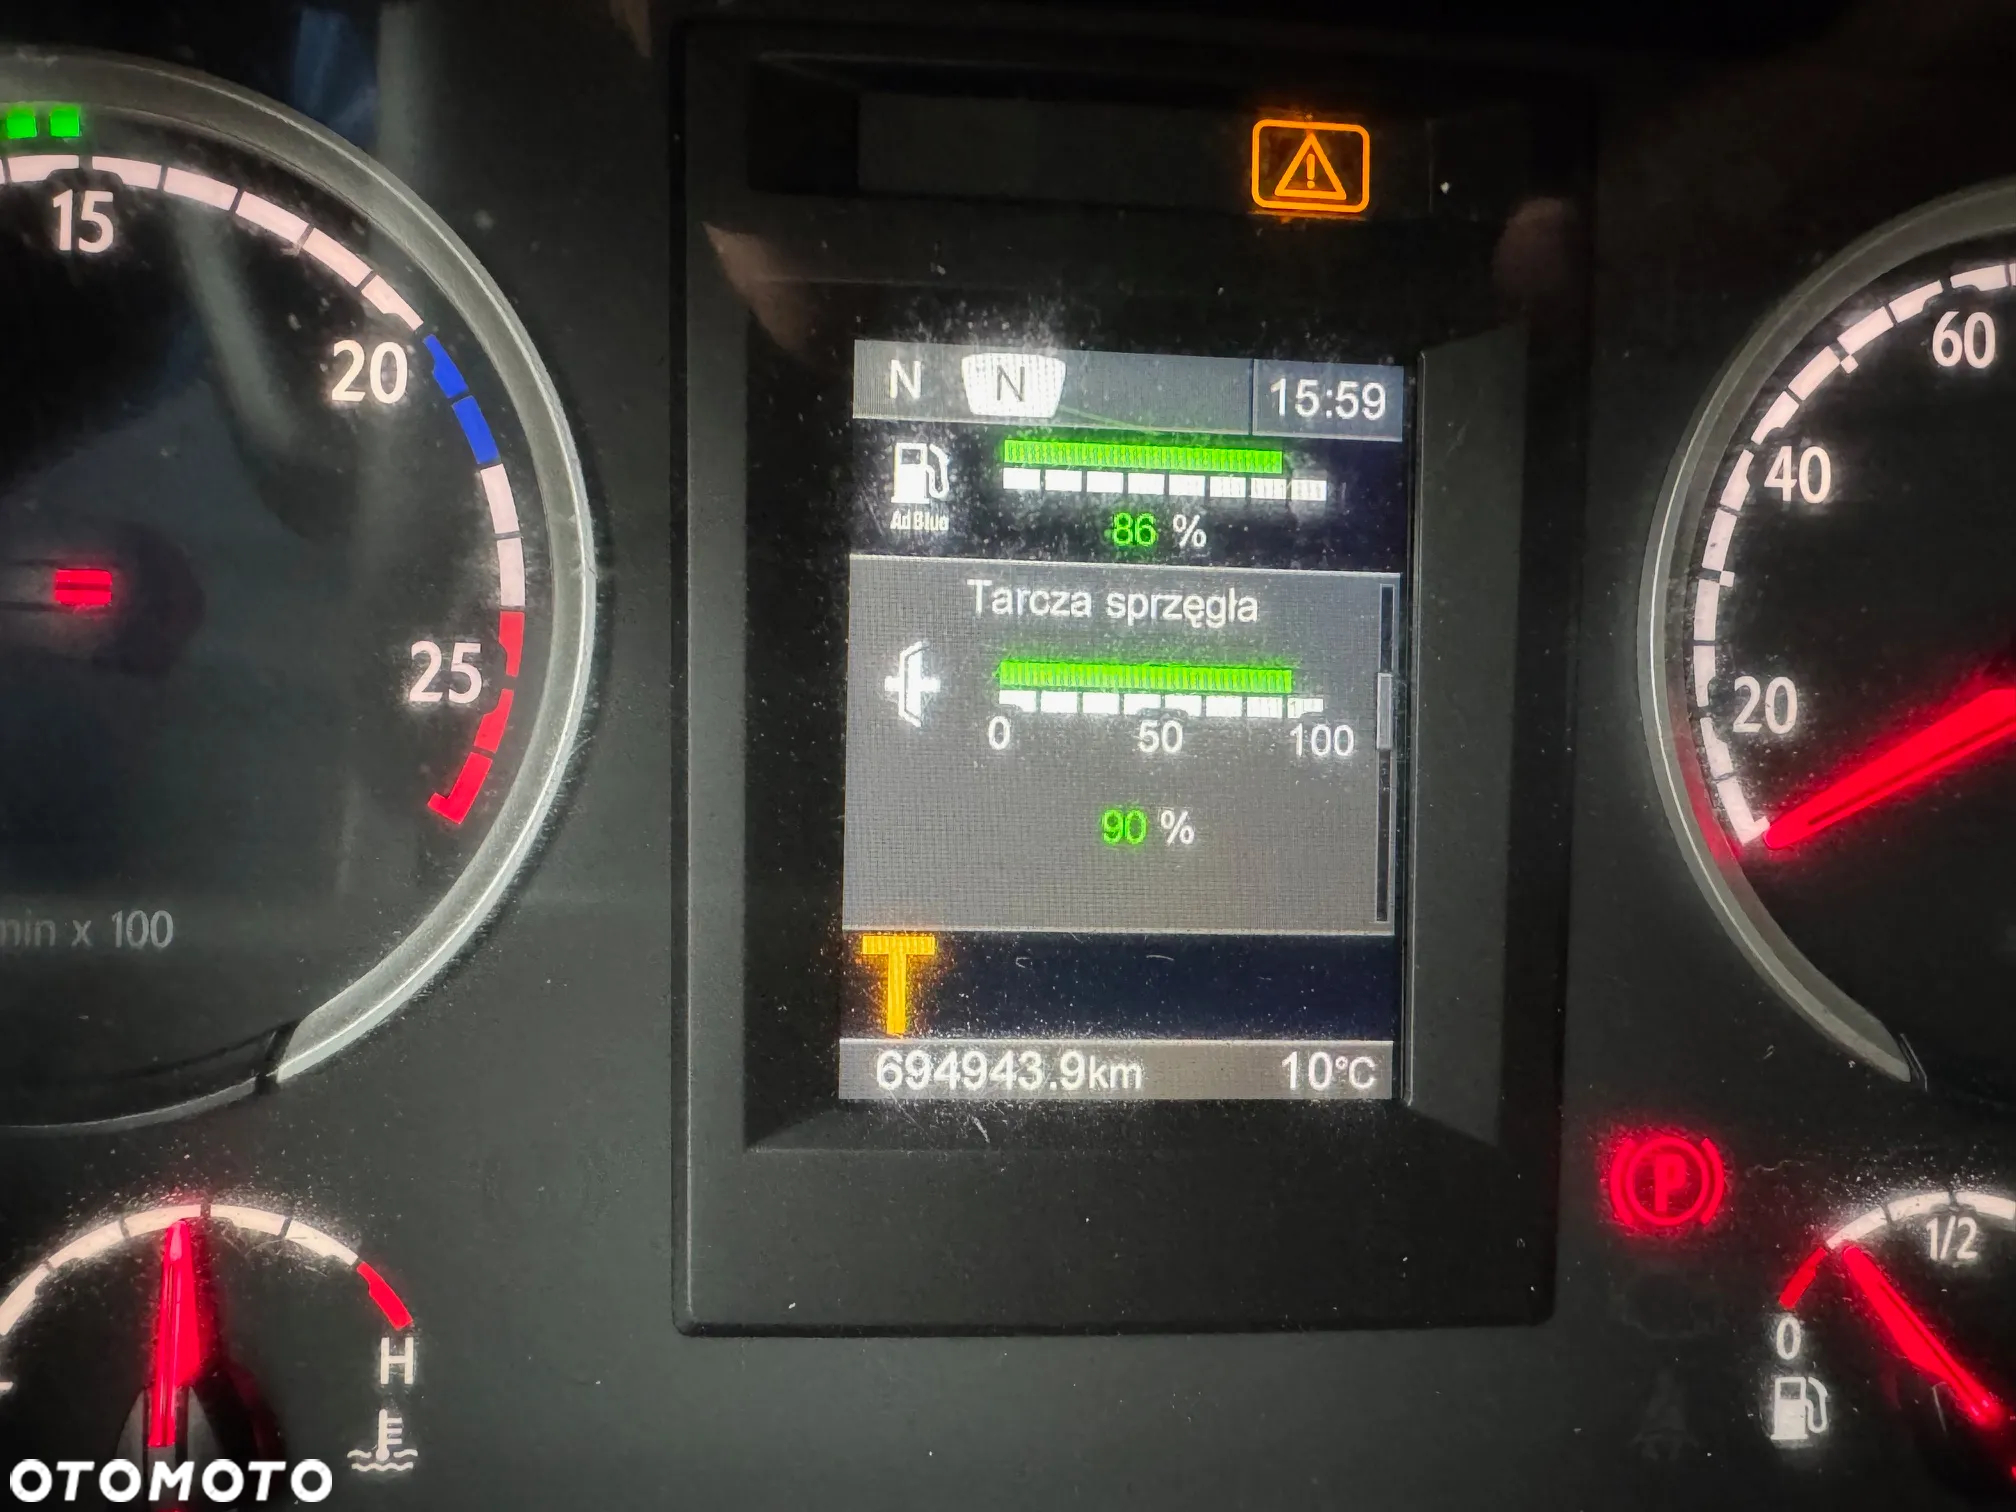 15
20
25
min x 100
N N 15:59
AdBlue
86 %
Tarcza sprzęgła
0 50 100
90 %
T
694943.9km 10°C
60
40
20
P
1/2
0
H
OTOMOTO